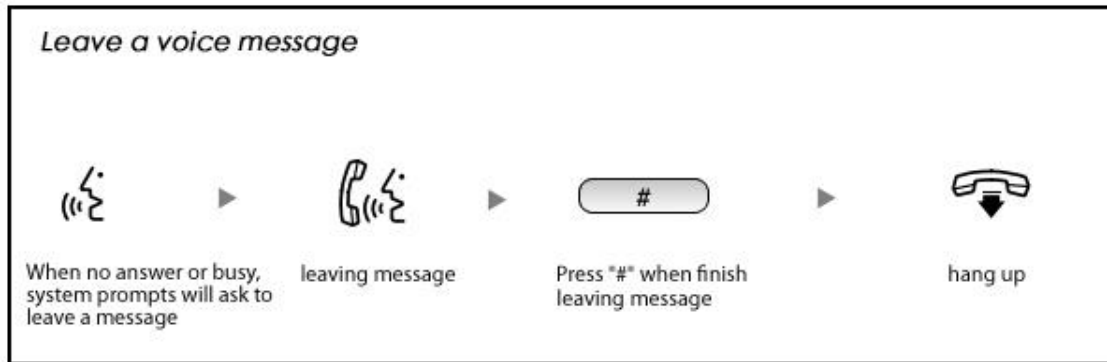 Leave a voice message
#
When no answer or busy,
system prompts will ask to
leave a message
leaving message
Press "#" when finish
leaving message
hang up